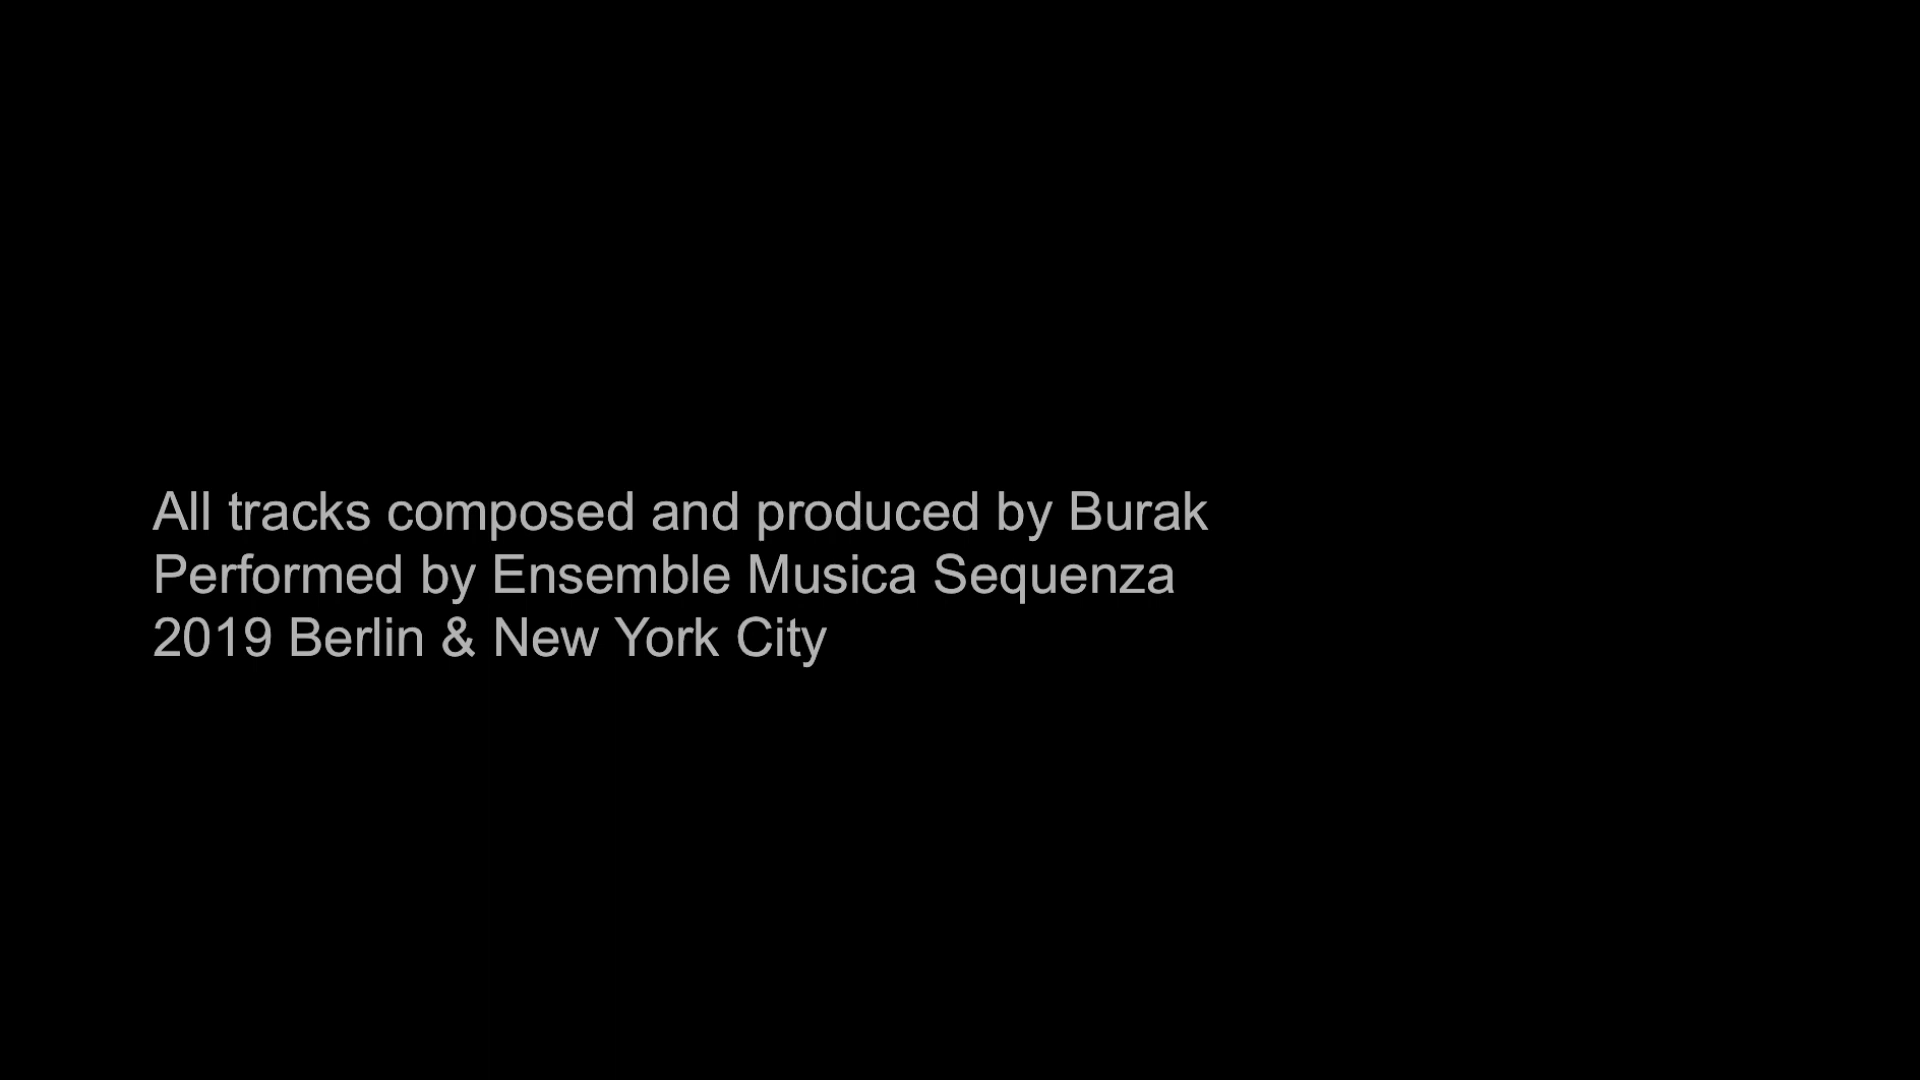 All tracks composed and produced by Burak
Performed by Ensemble Musica Sequenza
2019 Berlin & New York City